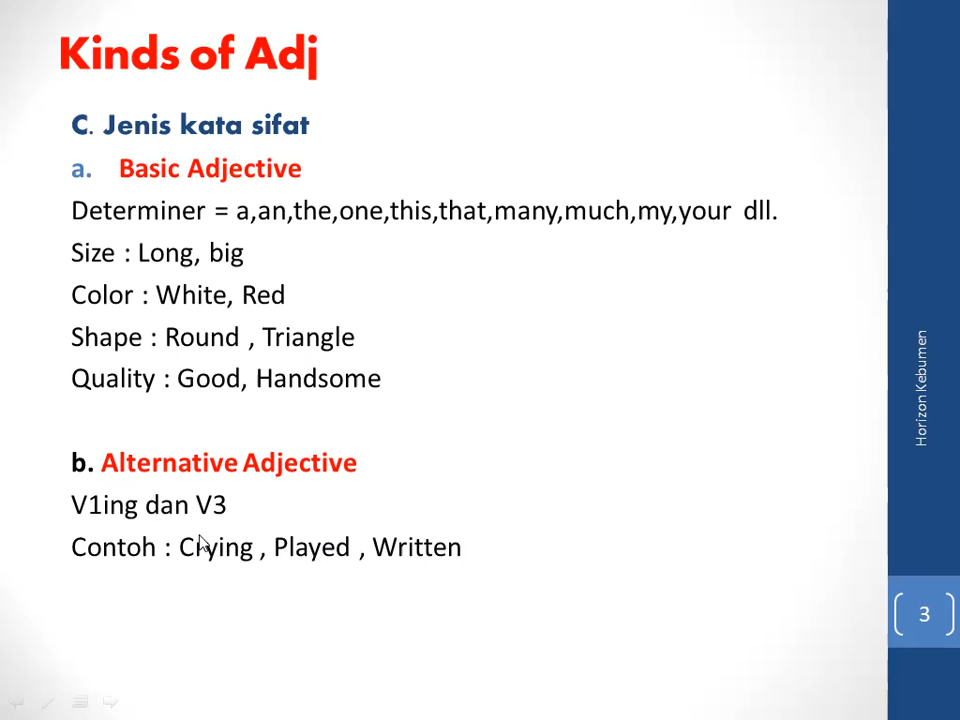 Kinds of Adj
C. Jenis kata sifat
a. Basic Adjective
Determiner = a,an,the,one,this,that,many,much,my,your dll.
Size : Long, big
Color : White, Red
Shape : Round , Triangle
Quality : Good, Handsome
b. Alternative Adjective
V1ing dan V3
Contoh : Crying , Played , Written
Horizon Kebumen
3